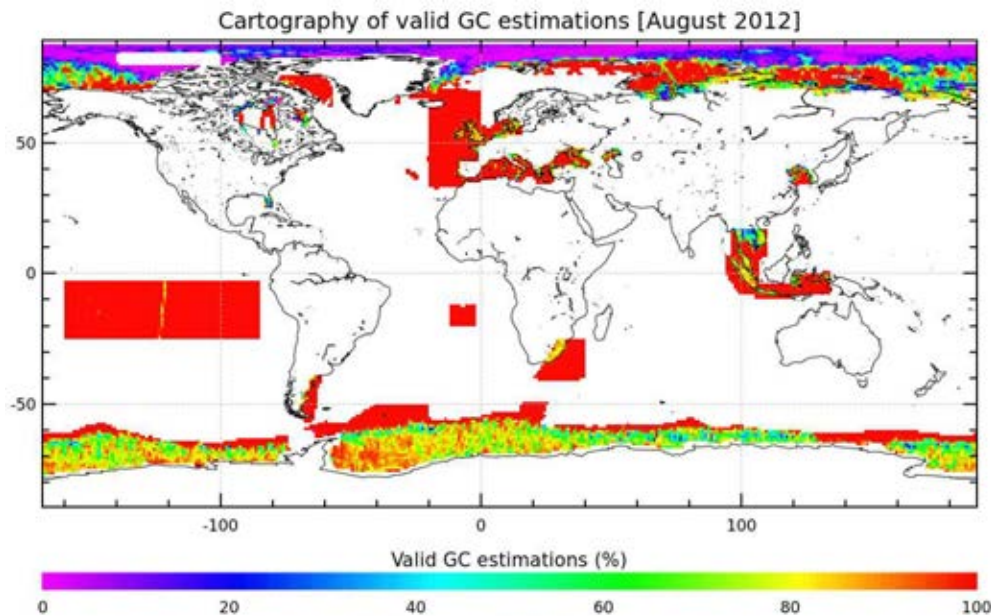 Cartography of valid GC estimations [August 2012]
50
0
-50
-100 0 100
Valid GC estimations (%)
0 20 40 60 80 100